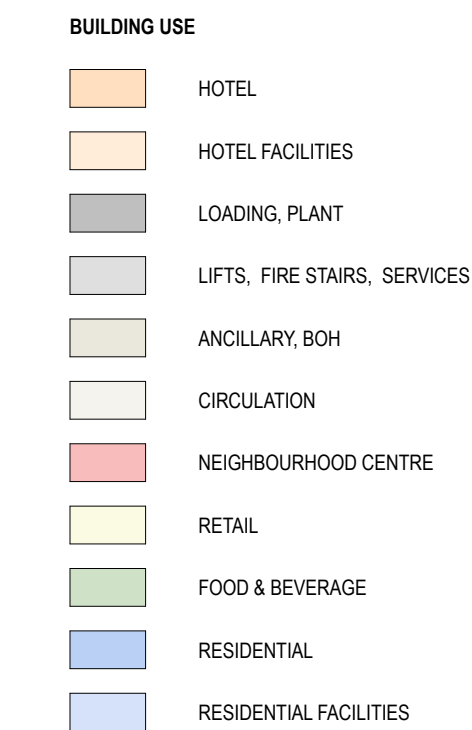 BUILDING USE
HOTEL
HOTEL FACILITIES
LOADING, PLANT
LIFTS, FIRE STAIRS, SERVICES
ANCILLARY, BOH
CIRCULATION
NEIGHBOURHOOD CENTRE
RETAIL
FOOD & BEVERAGE
RESIDENTIAL
RESIDENTIAL FACILITIES